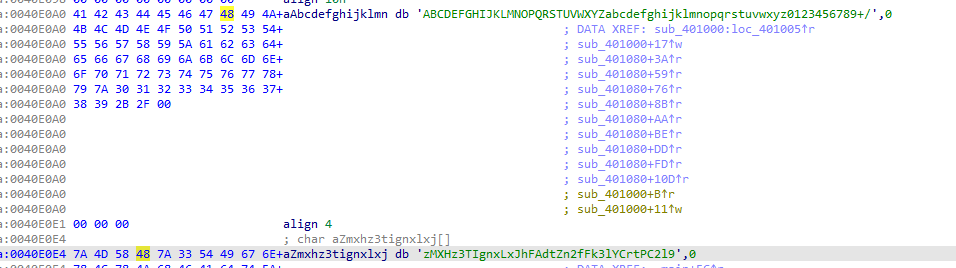 a:0040E0A0 41 42 43 44 45 46 47 48 49 4A+aAbcdefghijklmn db 'ABCDEFGHIJKLMNOPQRSTUVWXYZabcdefghijklmnopqrstuvwxyz0123456789+/',0
a:0040E0A0 4B 4C 4D 4E 4F 50 51 52 53 54+ ; DATA XREF: sub_401000:loc_401005↑r
a:0040E0A0 55 56 57 58 59 5A 61 62 63 64+ ; sub_401000+17↑w
a:0040E0A0 65 66 67 68 69 6A 6B 6C 6D 6E+ ; sub_401080+3A↑r
a:0040E0A0 6F 70 71 72 73 74 75 76 77 78+ ; sub_401080+59↑r
a:0040E0A0 79 7A 30 31 32 33 34 35 36 37+ ; sub_401080+76↑r
a:0040E0A0 38 39 2B 2F 00 ; sub_401080+8B↑r
a:0040E0A0 ; sub_401080+AA↑r
a:0040E0A0 ; sub_401080+BE↑r
a:0040E0A0 ; sub_401080+DD↑r
a:0040E0A0 ; sub_401080+FD↑r
a:0040E0A0 ; sub_401080+10D↑r
a:0040E0A0 ; sub_401000+B↑r
a:0040E0A0 ; sub_401000+11↑w
a:0040E0E1 00 00 00 align 4
a:0040E0E4 ; char aZmxhz3tignxlxj[]
a:0040E0E4 7A 4D 58 48 7A 33 54 49 67 6E+aZmxhz3tignxlxj db 'zMXHz3TIgnxLxJhFAdtZn2fFk3lYCrtPC2l9',0